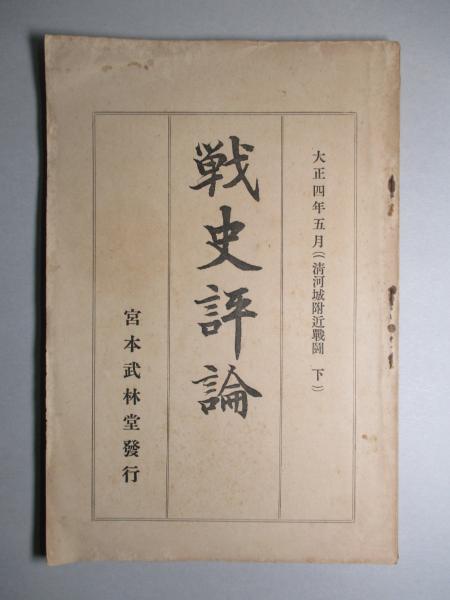 大正四年五月（清河城附近戰鬪　下）
戦史評論
宮本武林堂發行